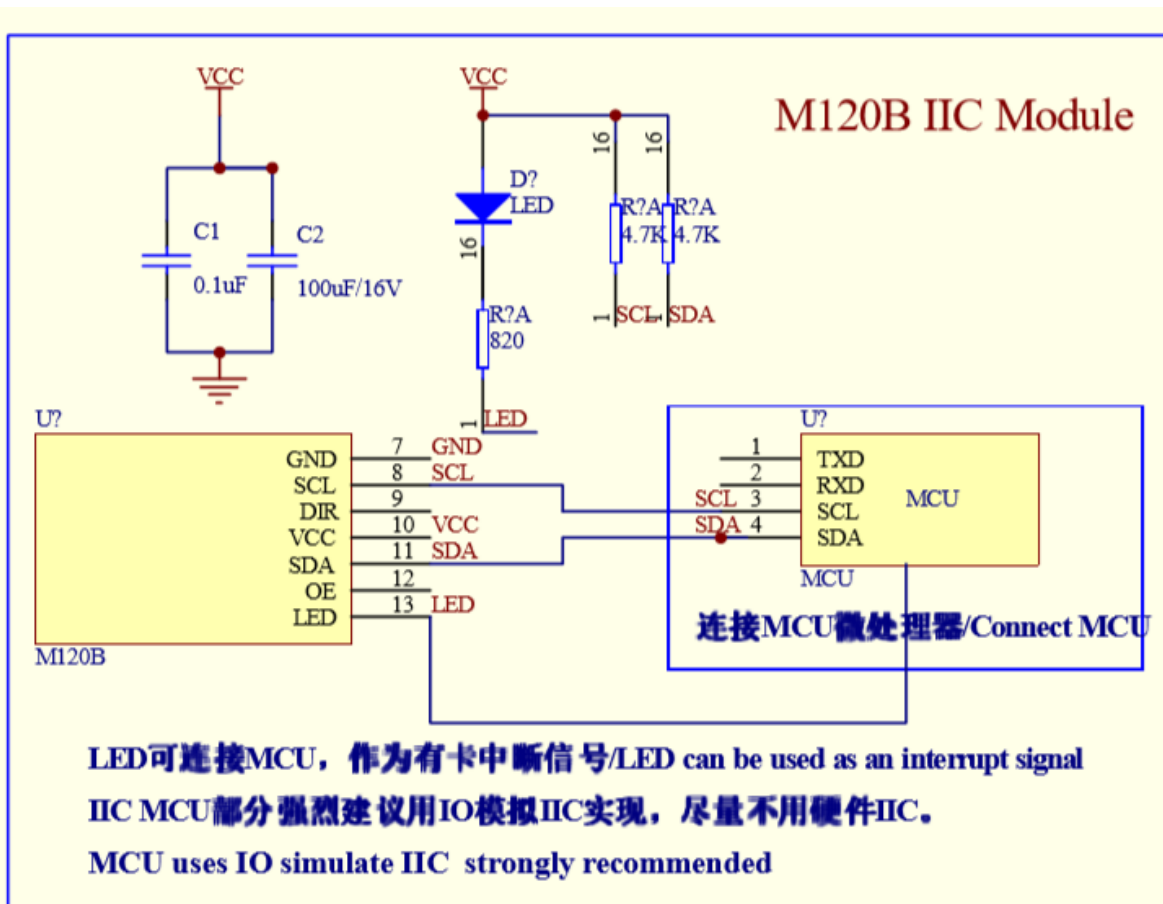 VCC
VCC
M120B IIC Module
16
16
D?
LED
R?A
R?A
4.7K
4.7K
C1
C2
16
0.1uF
100uF/16V
R?A
820
1
SCL
1
SDA
1
LED
U?
GND
7
GND
SCL
8
SCL
DIR
9
VCC
10
VCC
SDA
11
SDA
OE
12
LED
13
LED
M120B
U?
1
TXD
2
RXD
MCU
SCL
3
SCL
SDA
4
SDA
MCU
连接MCU微处理器/Connect MCU
LED可连接MCU，作为有卡中断信号/LED can be used as an interrupt signal
IIC MCU部分强烈建议用IO模拟IIC实现，尽量不用硬件IIC。
MCU uses IO simulate IIC strongly recommended